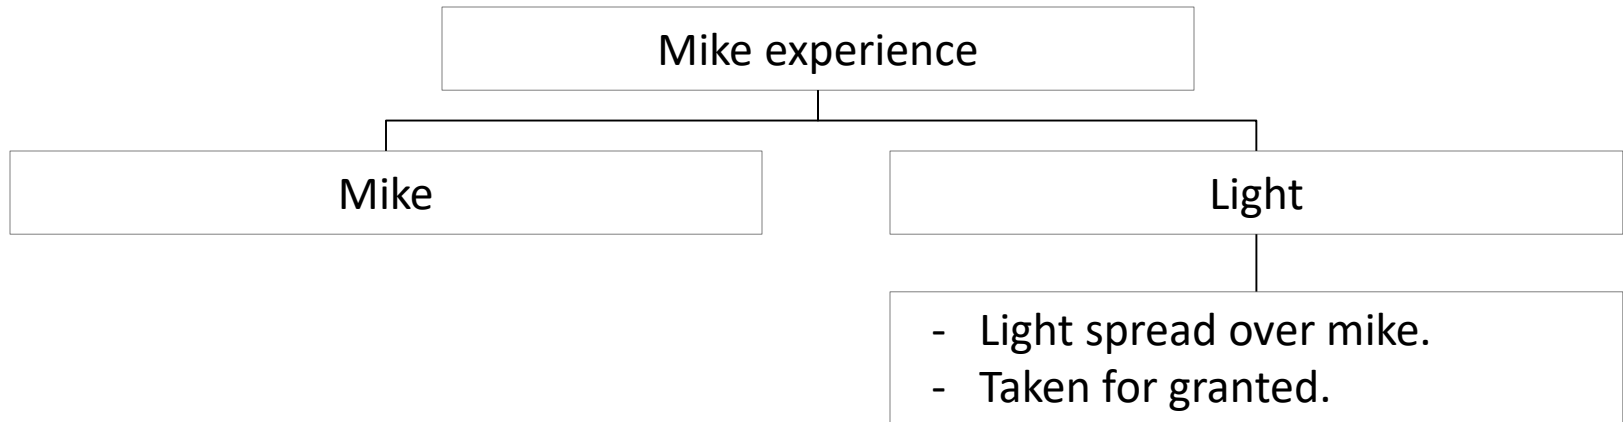 Mike experience
Mike
Light
- Light spread over mike.
- Taken for granted.